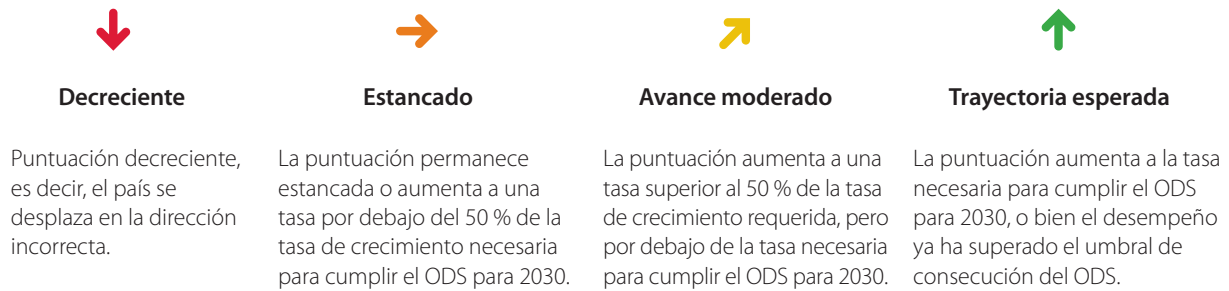 Decreciente
Puntuación decreciente,
es decir, el país se
desplaza en la dirección
incorrecta.
Estancado
La puntuación permanece
estancada o aumenta a una
tasa por debajo del 50 % de la
tasa de crecimiento necesaria
para cumplir el ODS para 2030.
Avance moderado
La puntuación aumenta a una
tasa superior al 50 % de la tasa
de crecimiento requerida, pero
por debajo de la tasa necesaria
para cumplir el ODS para 2030.
Trayectoria esperada
La puntuación aumenta a la tasa
necesaria para cumplir el ODS
para 2030, o bien el desempeño
ya ha superado el umbral de
consecución del ODS.